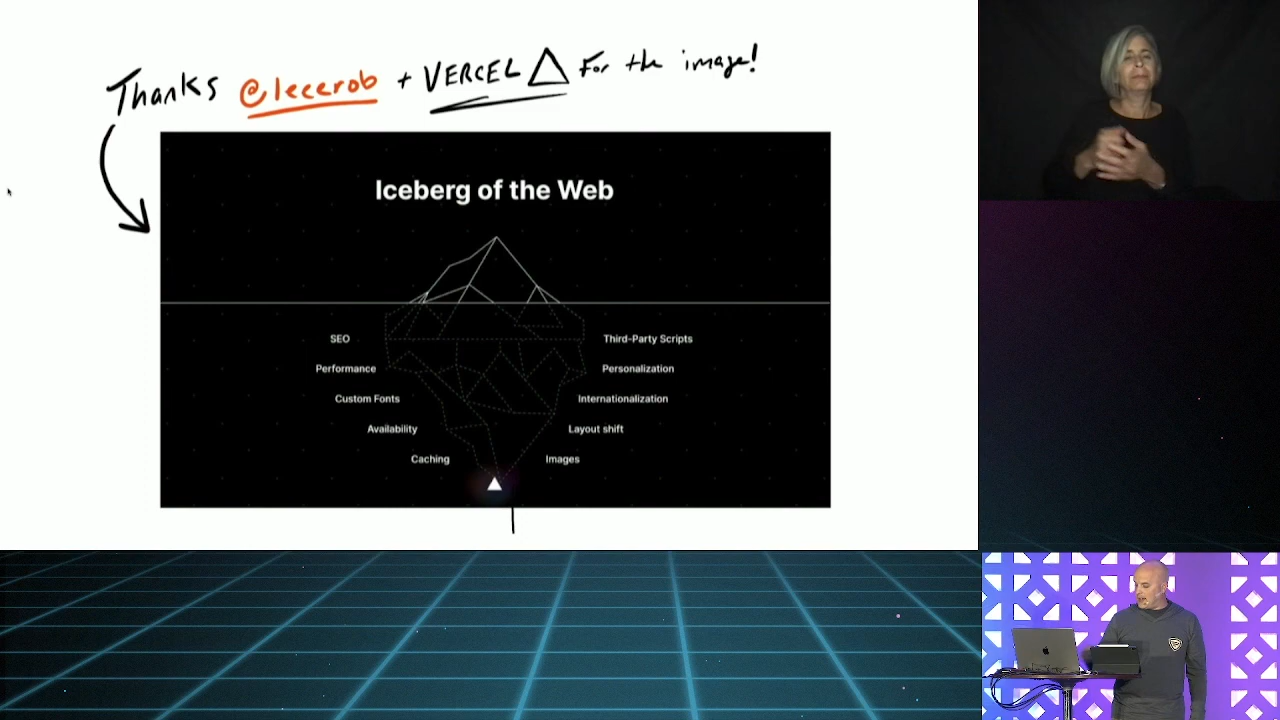 Thanks @leeerob + VERCEL △ For the image!
Iceberg of the Web
SEO
Third-Party Scripts
Performance
Personalization
Custom Fonts
Internationalization
Availability
Layout shift
Caching
Images